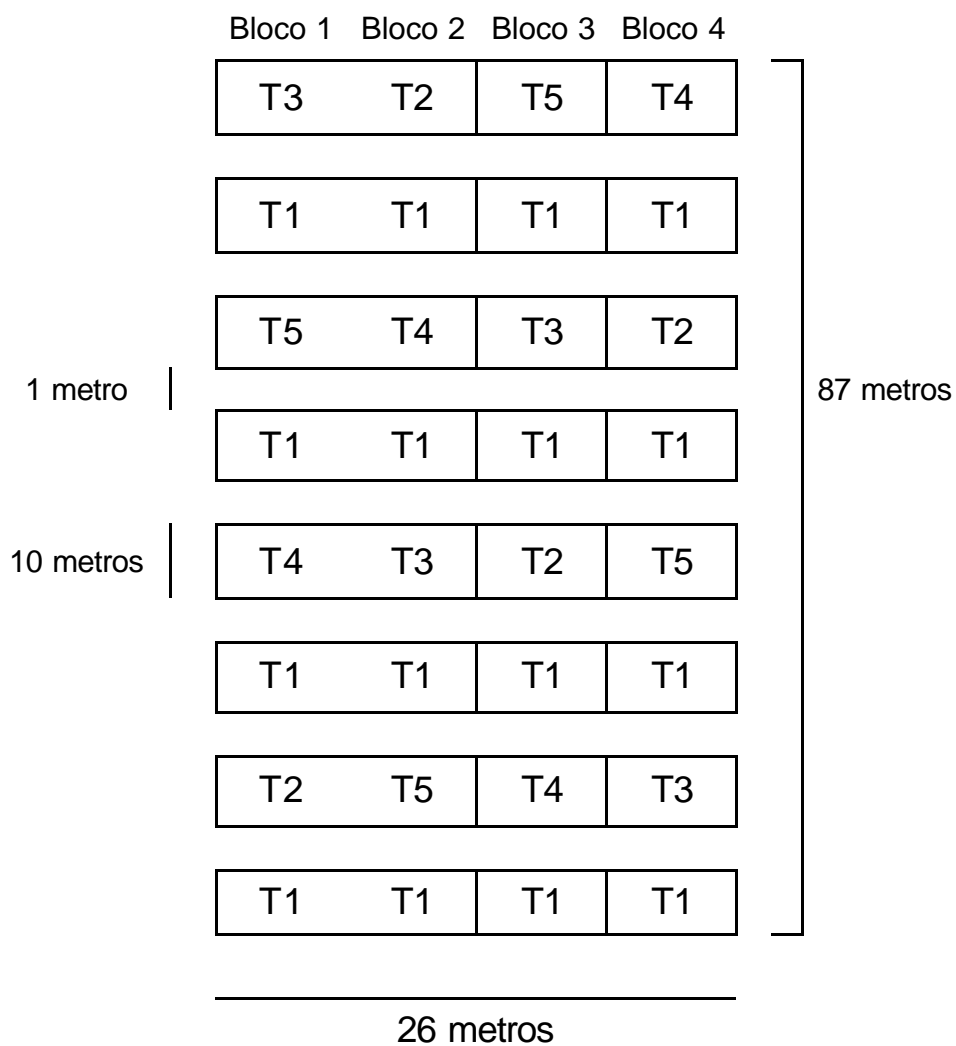 Bloco 1 Bloco 2 Bloco 3 Bloco 4
T3 T2 T5 T4
T1 T1 T1 T1
T5 T4 T3 T2
1 metro
87 metros
T1 T1 T1 T1
10 metros
T4 T3 T2 T5
T1 T1 T1 T1
T2 T5 T4 T3
T1 T1 T1 T1
26 metros